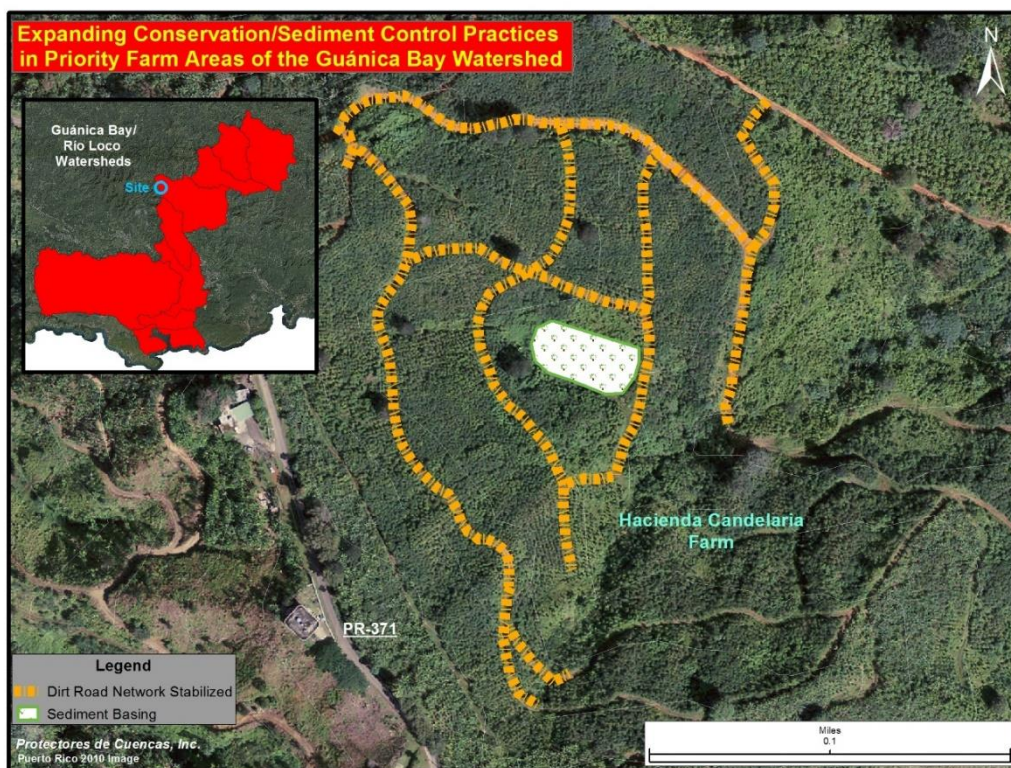 Expanding Conservation/Sediment Control Practices
in Priority Farm Areas of the Guánica Bay Watershed
N
Guánica Bay/
Río Loco
Watersheds
Site
Hacienda Candelaria
Farm
PR-371
Legend
Dirt Road Network Stabilized
Sediment Basing
Protectores de Cuencas, Inc.
Puerto Rico 2010 Image
Miles
0.1